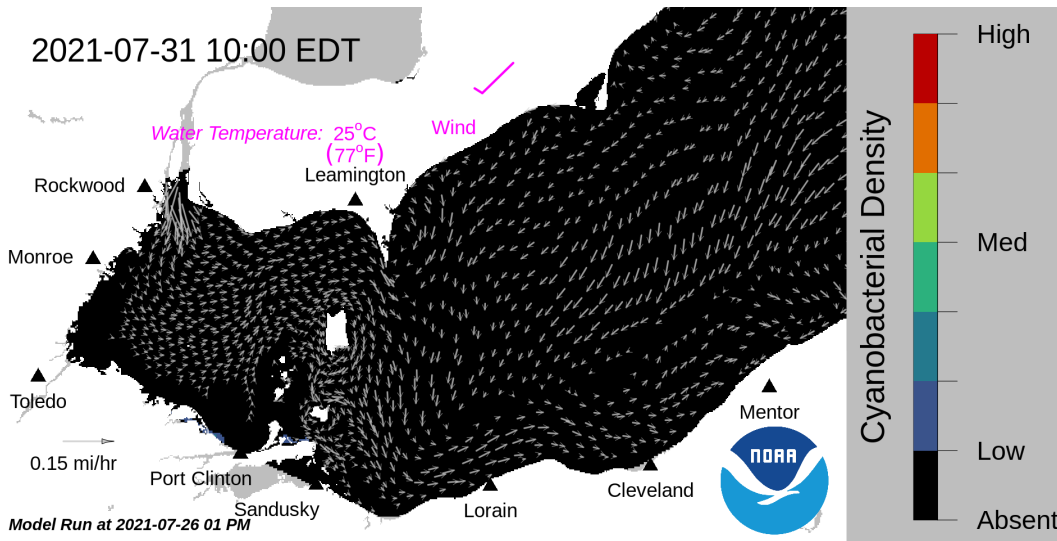 2021-07-31 10:00 EDT
High
Water Temperature: 25°C
(77°F)
Wind
Leamington
Rockwood
Monroe
Med
Cyanobacterial Density
Toledo
Mentor
NOAA
0.15 mi/hr
Port Clinton
Sandusky
Lorain
Cleveland
Low
Model Run at 2021-07-26 01 PM
Absent